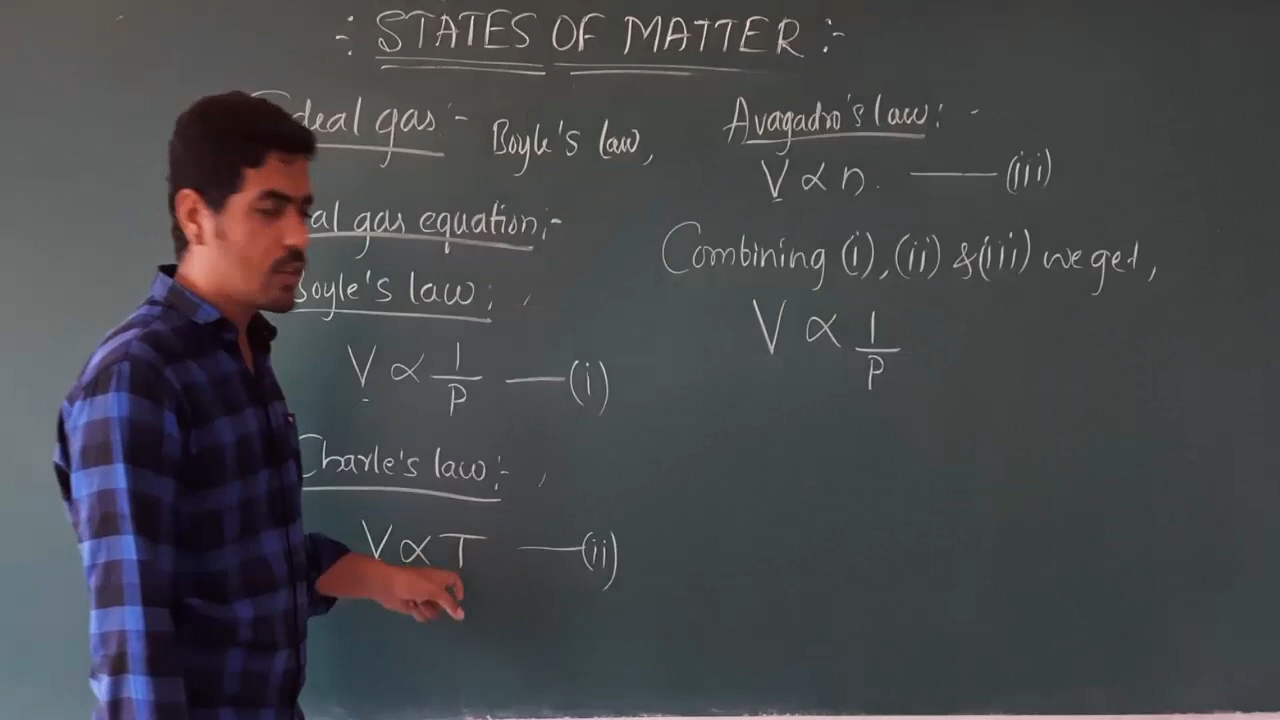 :- STATES OF MATTER :-
deal gas :- Boyle's law,
al gas equation :-
Boyle's law : ,
V ∝ 1/P —— (i)
Charle's law :- ,
V ∝ T —— (ii)
Avagadro's law : -
V ∝ n. —— (iii)
Combining (i), (ii) & (iii) we get,
V ∝ 1/P